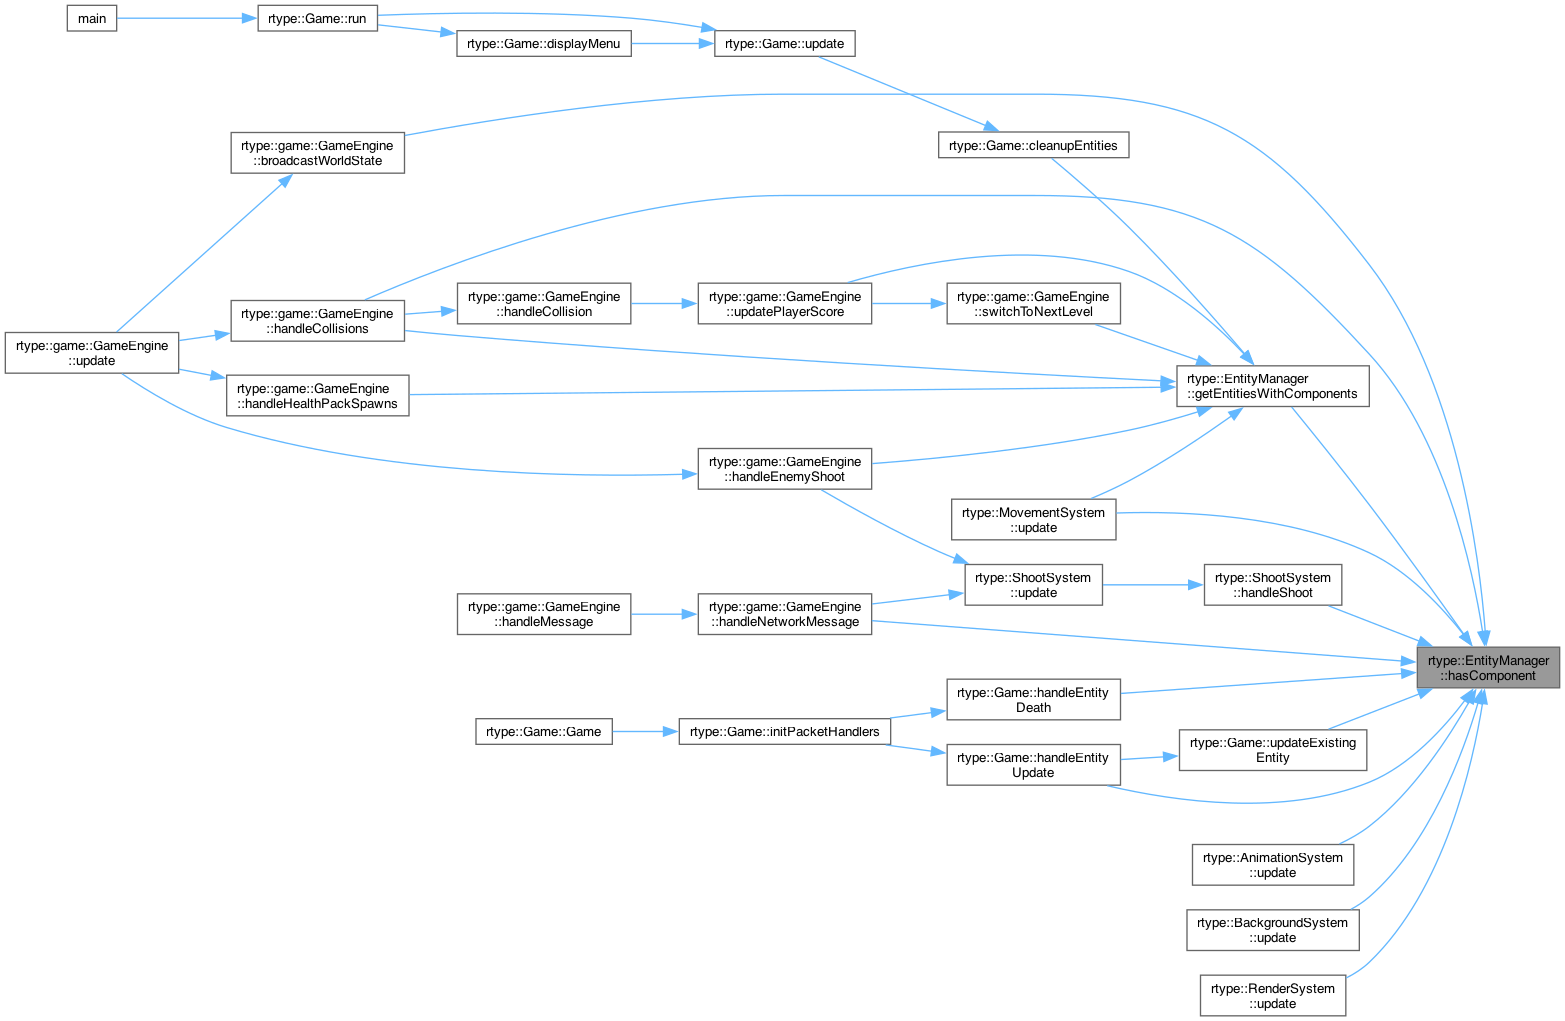 main
rtype::Game::run
rtype::Game::displayMenu
rtype::Game::update
rtype::game::GameEngine
::broadcastWorldState
rtype::Game::cleanupEntities
rtype::game::GameEngine
::handleCollisions
rtype::game::GameEngine
::handleCollision
rtype::game::GameEngine
::updatePlayerScore
rtype::game::GameEngine
::switchToNextLevel
rtype::game::GameEngine
::update
rtype::game::GameEngine
::handleHealthPackSpawns
rtype::EntityManager
::getEntitiesWithComponents
rtype::game::GameEngine
::handleEnemyShoot
rtype::MovementSystem
::update
rtype::ShootSystem
::update
rtype::ShootSystem
::handleShoot
rtype::game::GameEngine
::handleMessage
rtype::game::GameEngine
::handleNetworkMessage
rtype::EntityManager
::hasComponent
rtype::Game::handleEntity
Death
rtype::Game::Game
rtype::Game::initPacketHandlers
rtype::Game::handleEntity
Update
rtype::Game::updateExisting
Entity
rtype::AnimationSystem
::update
rtype::BackgroundSystem
::update
rtype::RenderSystem
::update